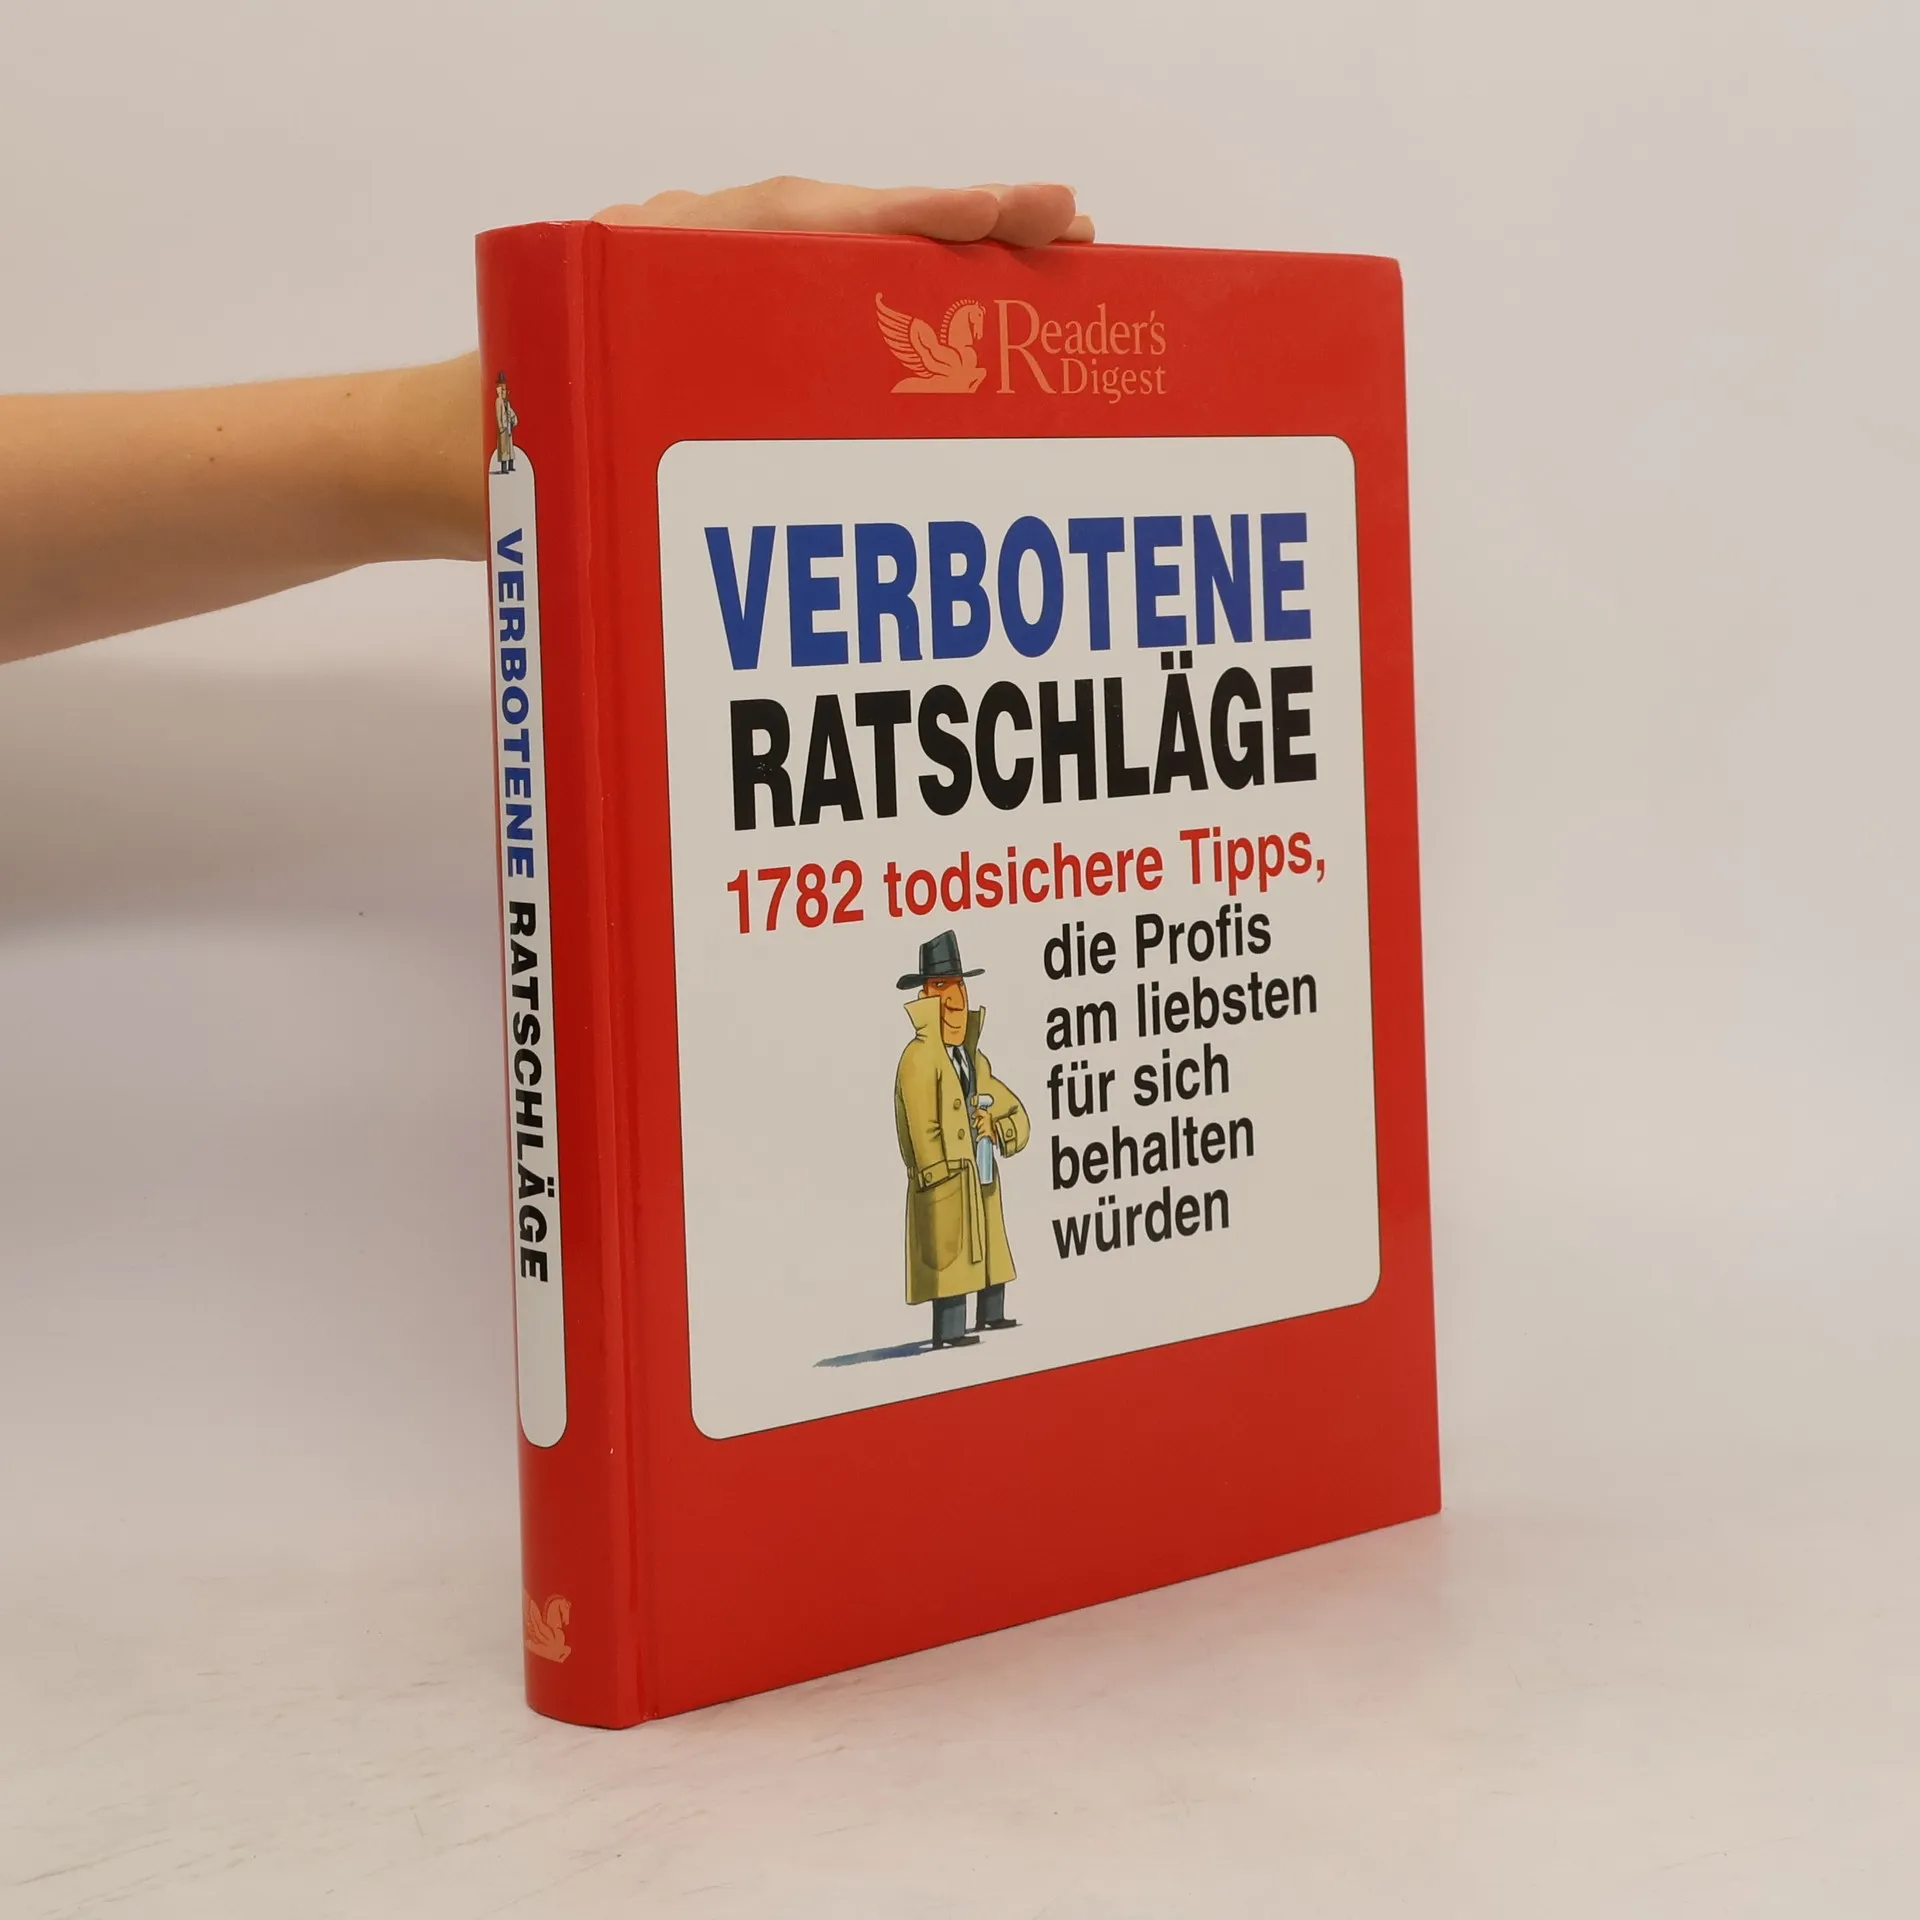 Reader's
Digest
VERBOTENE
RATSCHLÄGE
1782 todsichere Tipps,
die Profis
am liebsten
für sich
behalten
würden
VERBOTENE RATSCHLÄGE